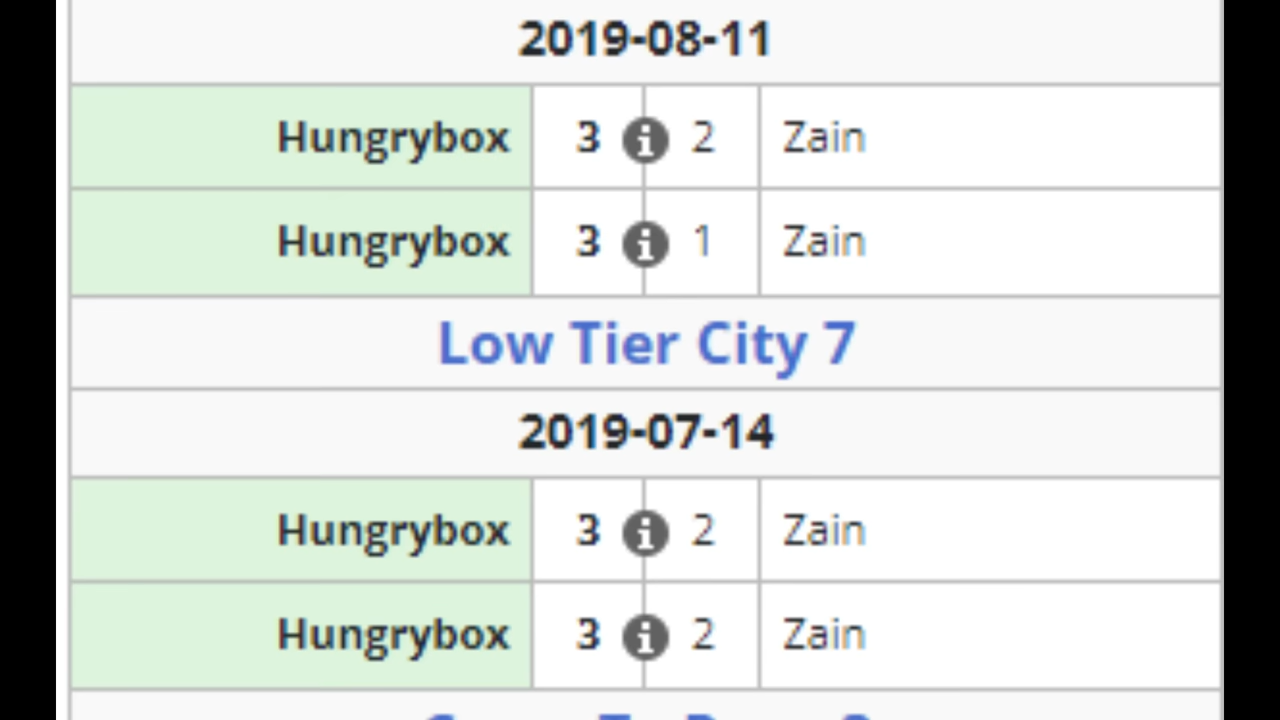 2019-08-11
Hungrybox 3 i 2 Zain
Hungrybox 3 i 1 Zain
Low Tier City 7
2019-07-14
Hungrybox 3 i 2 Zain
Hungrybox 3 i 2 Zain